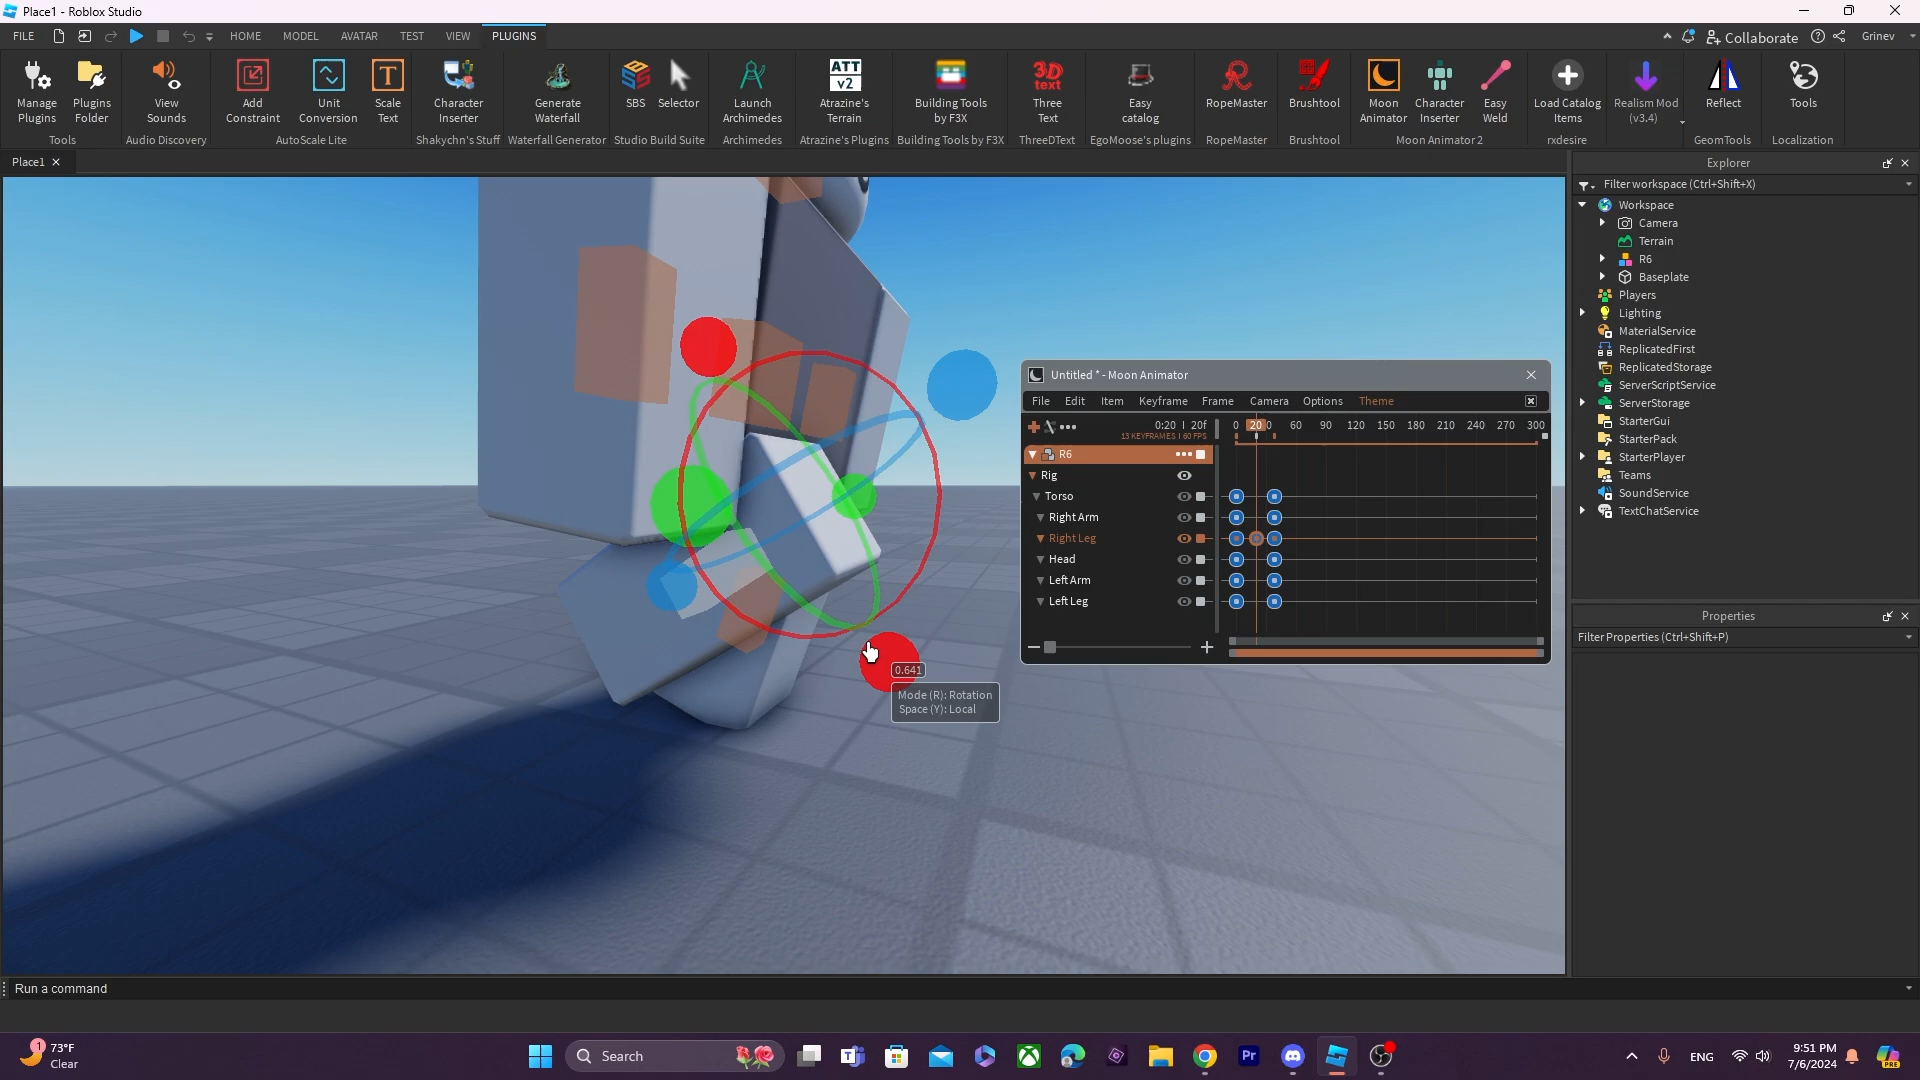 Place1 - Roblox Studio
FILE
HOME
MODEL
AVATAR
TEST
VIEW
PLUGINS
Collaborate
Grinev
Manage
Plugins
Plugins
Folder
Tools
View
Sounds
Audio Discovery
Add
Constraint
Unit
Conversion
Scale
Text
AutoScale Lite
Character
Inserter
Shakychn's Stuff
Generate
Waterfall
Waterfall Generator
SBS
Selector
Studio Build Suite
Launch
Archimedes
Archimedes
ATT
v2
Atrazine's
Terrain
Atrazine's Plugins
Building Tools
by F3X
Building Tools by F3X
3D
text
Three
Text
ThreeDText
Easy
catalog
EgoMoose's plugins
RopeMaster
RopeMaster
Brushtool
Brushtool
Moon
Animator
Character
Inserter
Easy
Weld
Moon Animator 2
Load Catalog
Items
rxdesire
Realism Mod
(v3.4)
Reflect
GeomTools
Tools
Localization
Place1
Explorer
Filter workspace (Ctrl+Shift+X)
Workspace
Camera
Terrain
R6
Baseplate
Players
Lighting
MaterialService
ReplicatedFirst
ReplicatedStorage
ServerScriptService
ServerStorage
StarterGui
StarterPack
StarterPlayer
Teams
SoundService
TextChatService
Properties
Filter Properties (Ctrl+Shift+P)
Untitled * - Moon Animator
File Edit Item Keyframe Frame Camera Options Theme
0:20 | 20f
13 KEYFRAMES | 60 FPS
0 20 0 60 90 120 150 180 210 240 270 300
R6
Rig
Torso
Right Arm
Right Leg
Head
Left Arm
Left Leg
0.641
Mode (R): Rotation
Space (Y): Local
Run a command
1
73°F
Clear
Search
Pr
ENG
9:51 PM
7/6/2024
PRE